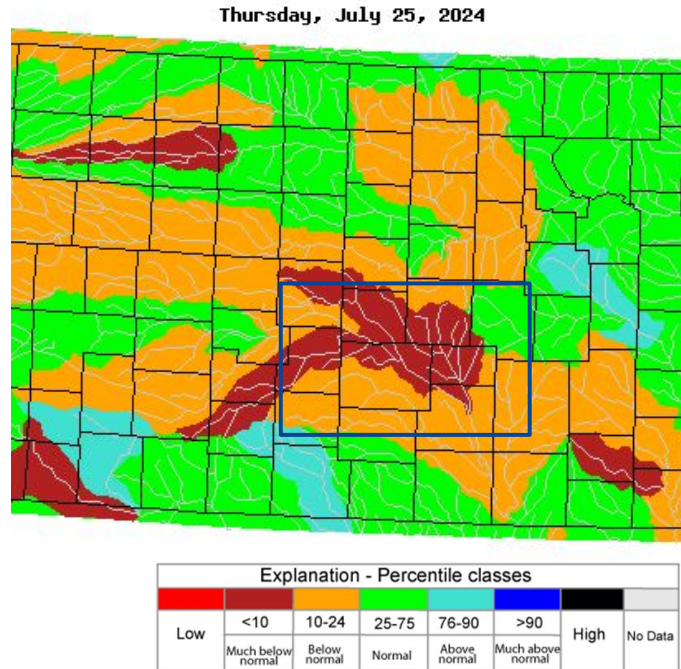 Thursday, July 25, 2024
Explanation - Percentile classes
<10 10-24 25-75 76-90 >90
Low High No Data
Much below normal Below normal Normal Above normal Much above normal